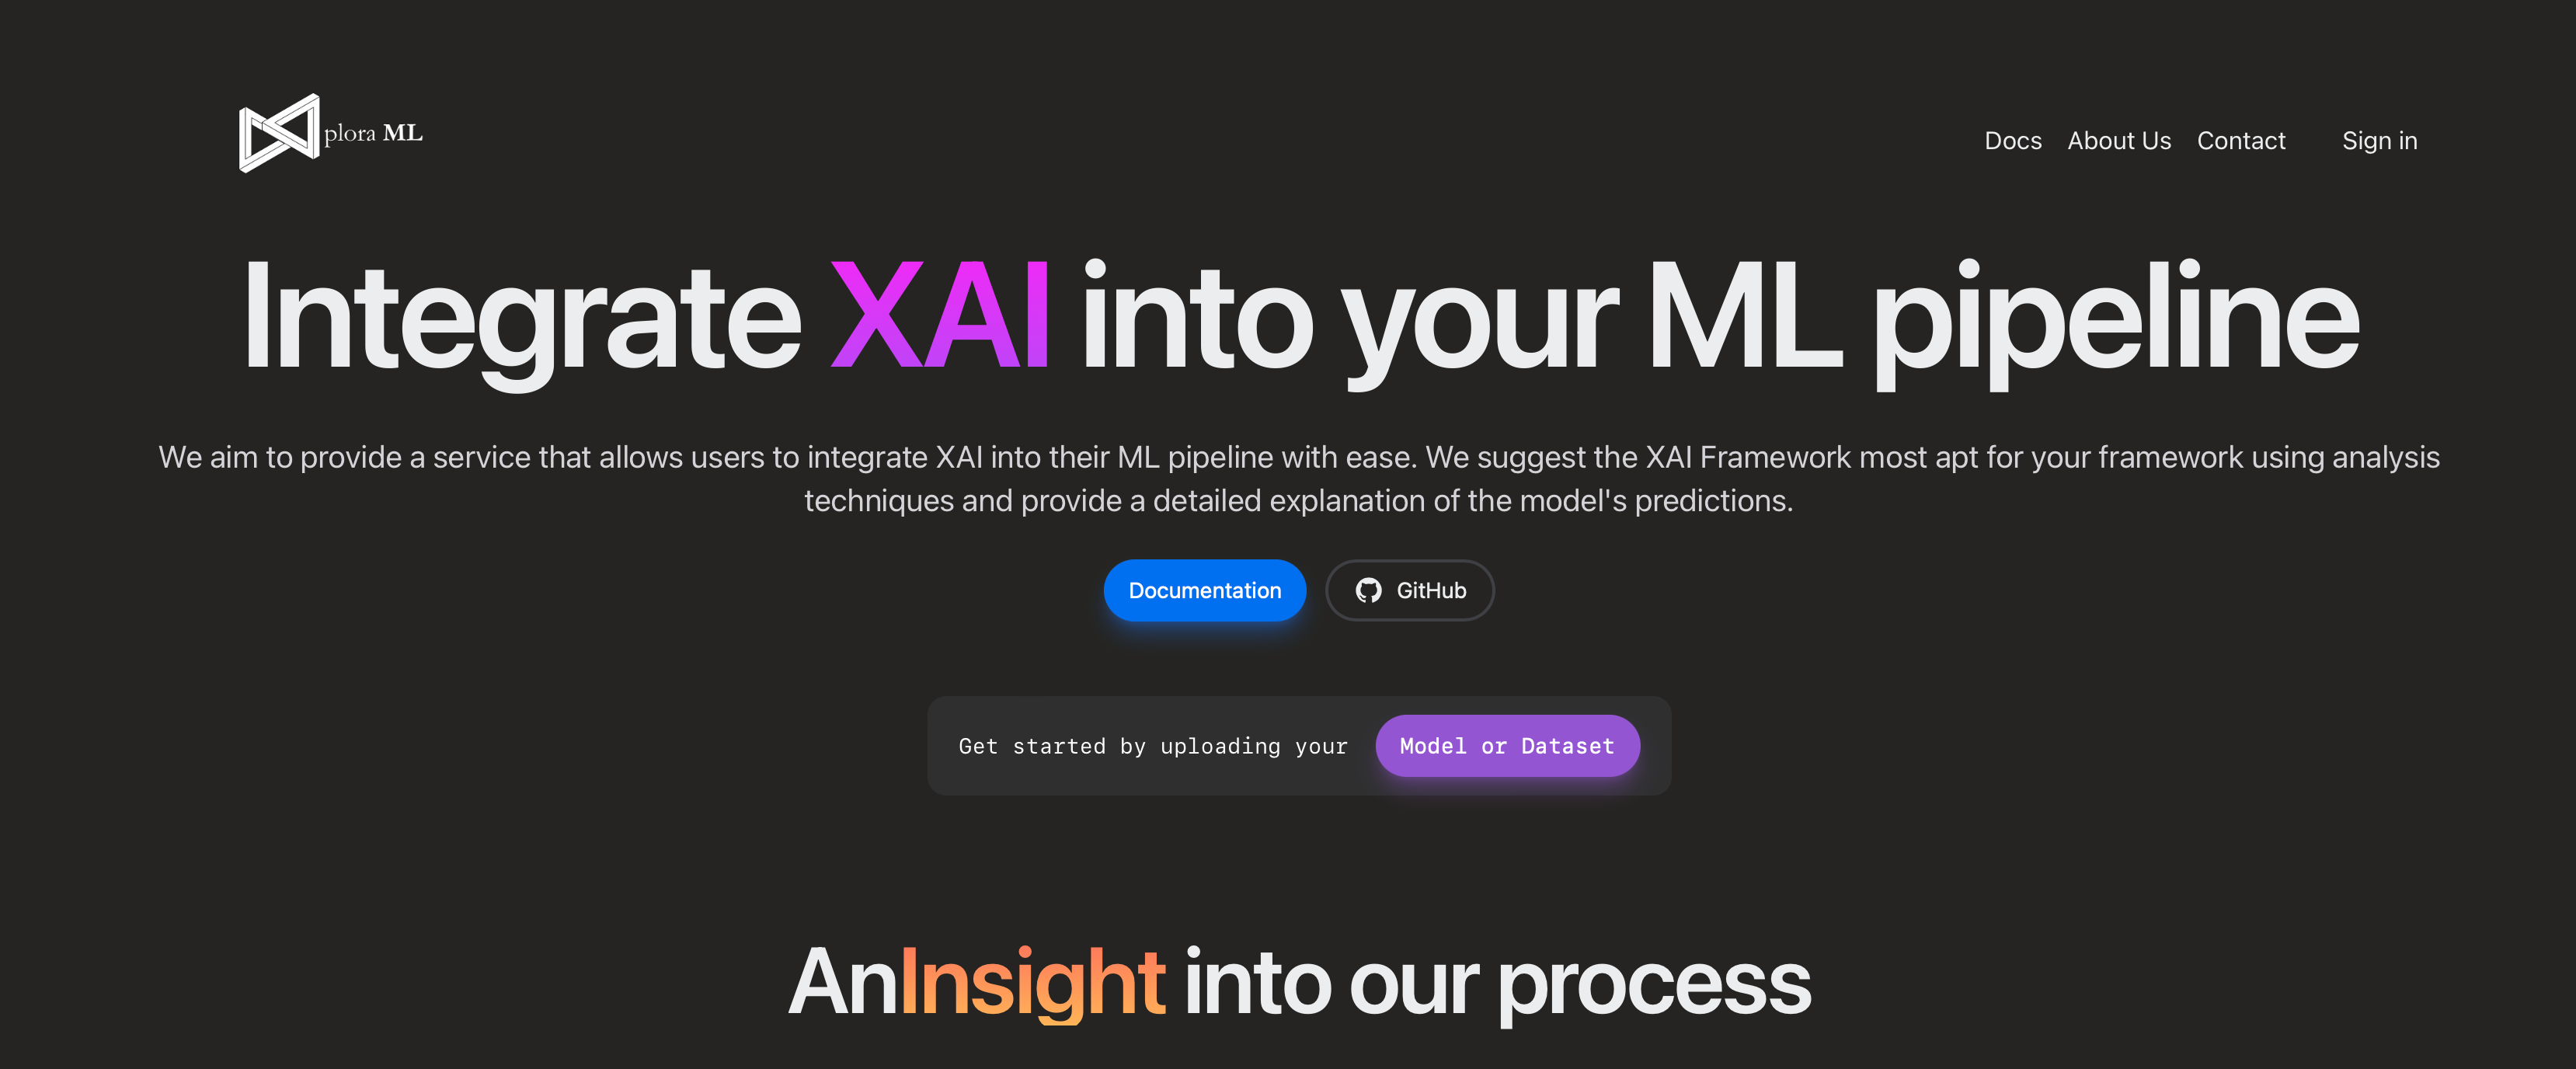 plora ML
Docs About Us Contact Sign in
Integrate XAI into your ML pipeline
We aim to provide a service that allows users to integrate XAI into their ML pipeline with ease. We suggest the XAI Framework most apt for your framework using analysis
techniques and provide a detailed explanation of the model's predictions.
Documentation GitHub
Get started by uploading your Model or Dataset
AnInsight into our process